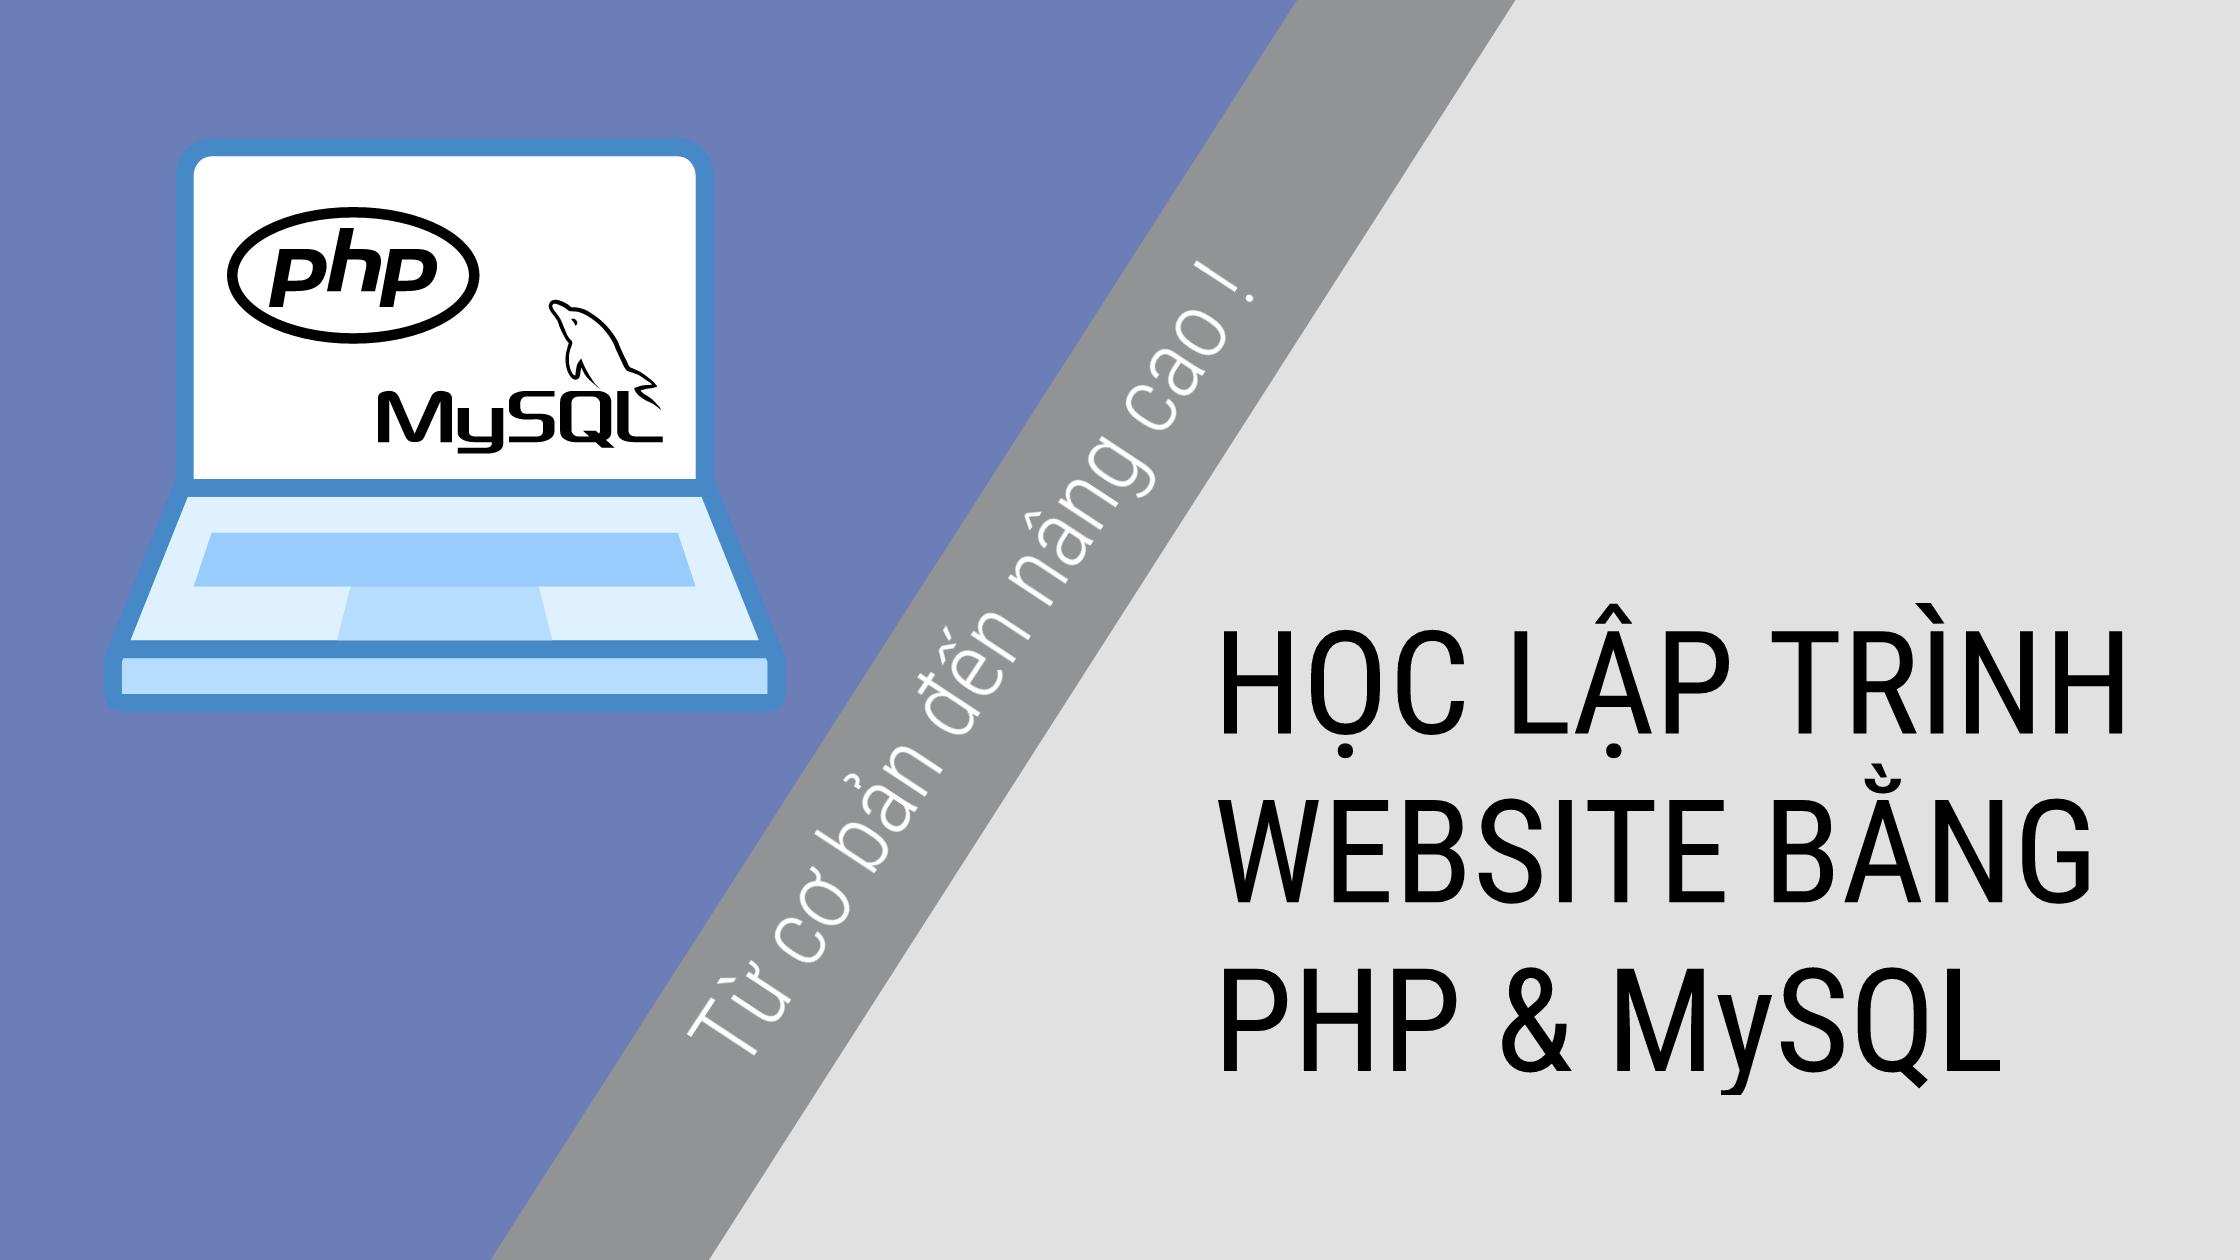 php
MySQL
Từ cơ bản đến nâng cao !
HỌC LẬP TRÌNH
WEBSITE BẰNG
PHP & MySQL